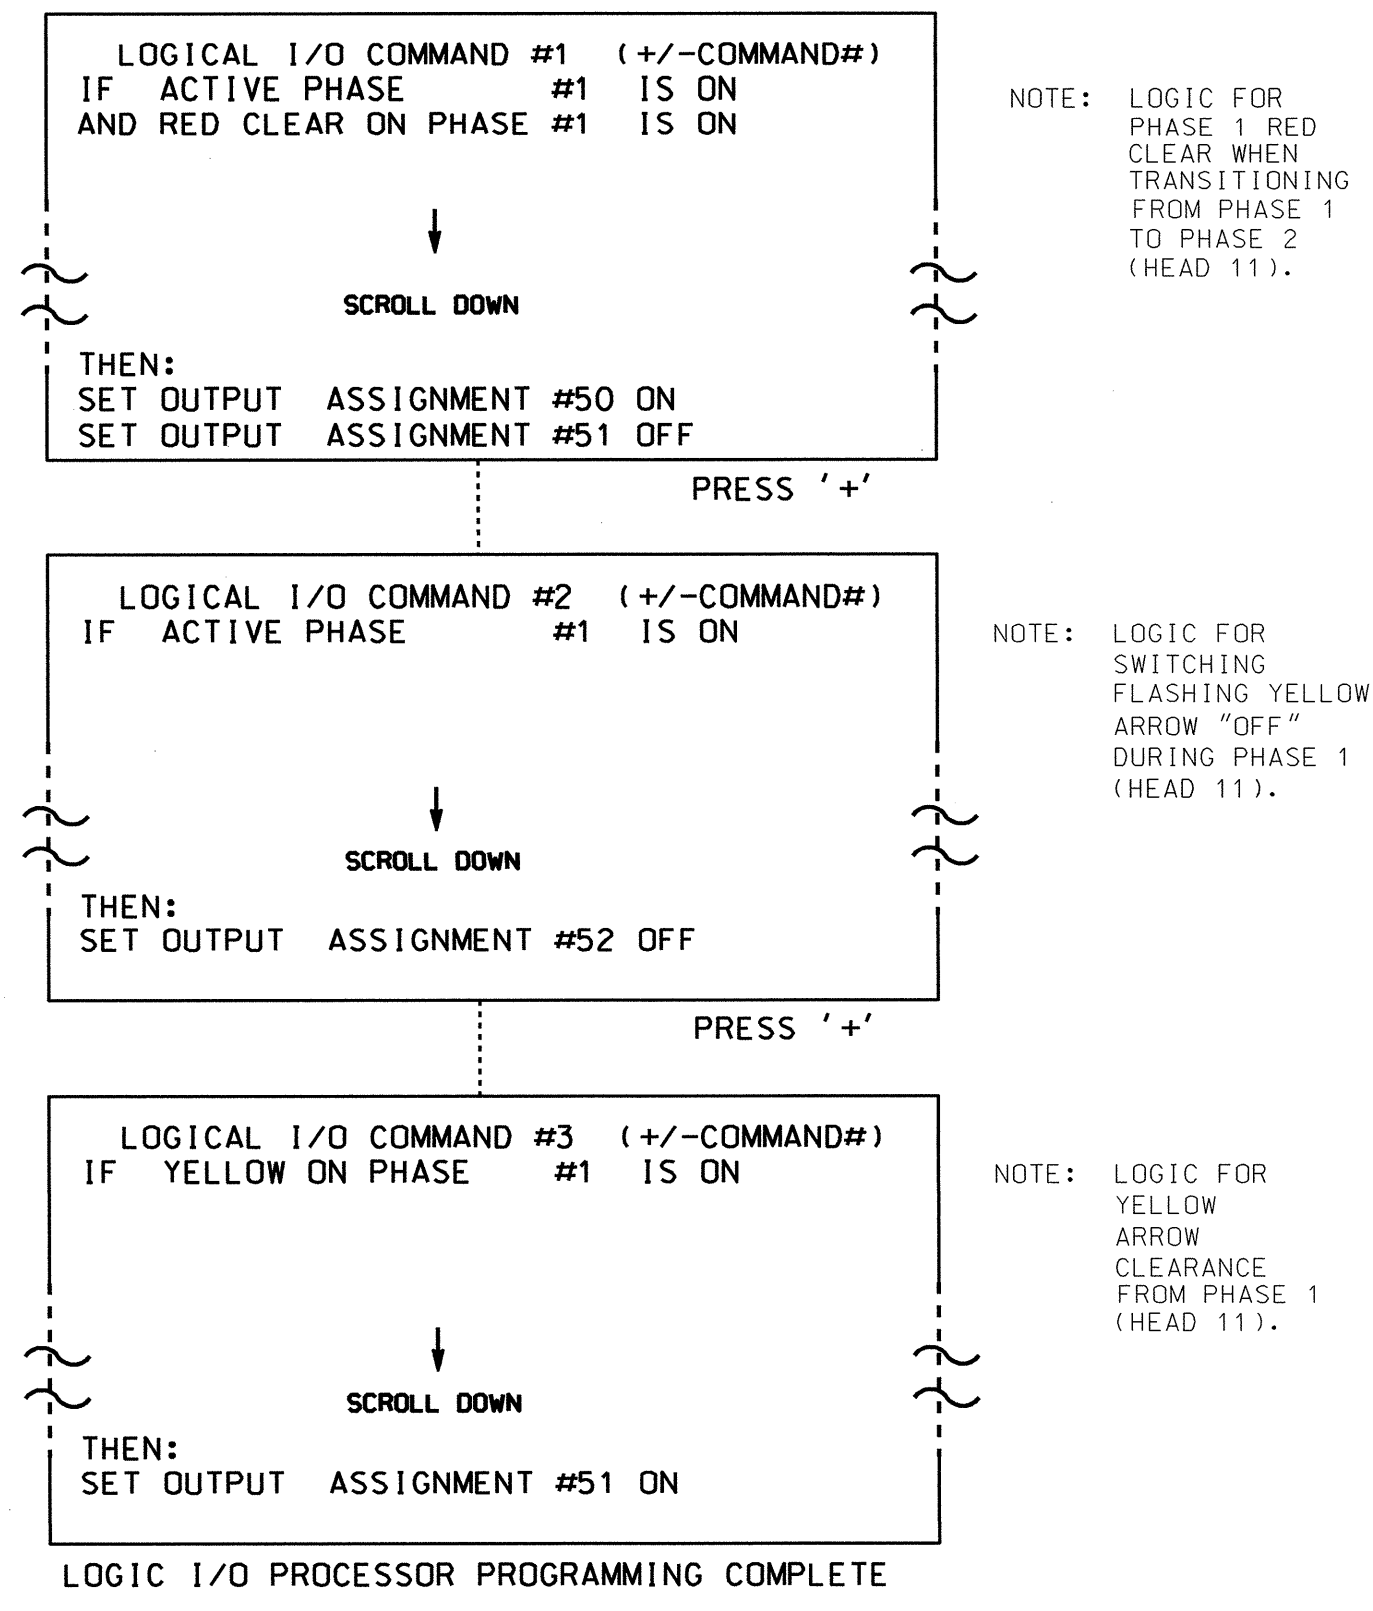 LOGICAL I/O COMMAND #1 (+/-COMMAND#)
IF ACTIVE PHASE #1 IS ON
AND RED CLEAR ON PHASE #1 IS ON
SCROLL DOWN
THEN:
SET OUTPUT ASSIGNMENT #50 ON
SET OUTPUT ASSIGNMENT #51 OFF
NOTE: LOGIC FOR
PHASE 1 RED
CLEAR WHEN
TRANSITIONING
FROM PHASE 1
TO PHASE 2
(HEAD 11).
PRESS '+'
LOGICAL I/O COMMAND #2 (+/-COMMAND#)
IF ACTIVE PHASE #1 IS ON
SCROLL DOWN
THEN:
SET OUTPUT ASSIGNMENT #52 OFF
NOTE: LOGIC FOR
SWITCHING
FLASHING YELLOW
ARROW "OFF"
DURING PHASE 1
(HEAD 11).
PRESS '+'
LOGICAL I/O COMMAND #3 (+/-COMMAND#)
IF YELLOW ON PHASE #1 IS ON
SCROLL DOWN
THEN:
SET OUTPUT ASSIGNMENT #51 ON
NOTE: LOGIC FOR
YELLOW
ARROW
CLEARANCE
FROM PHASE 1
(HEAD 11).
LOGIC I/O PROCESSOR PROGRAMMING COMPLETE